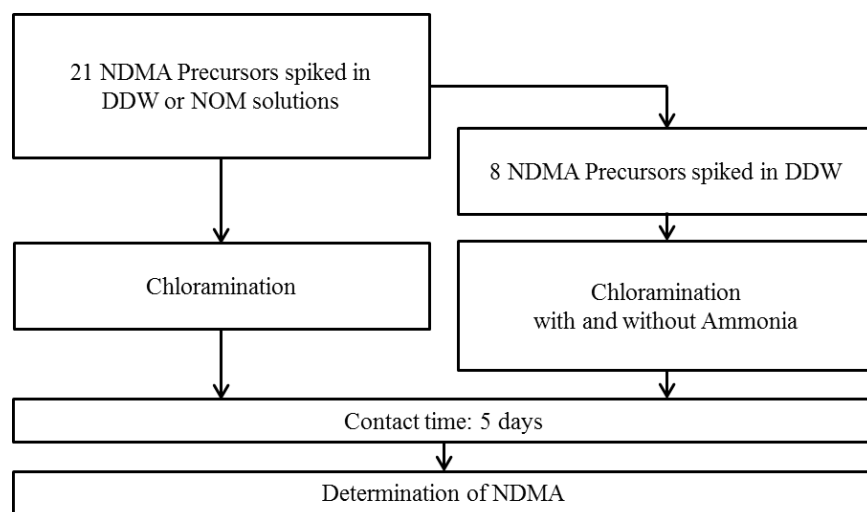 21 NDMA Precursors spiked in
DDW or NOM solutions
8 NDMA Precursors spiked in DDW
Chloramination
Chloramination
with and without Ammonia
Contact time: 5 days
Determination of NDMA